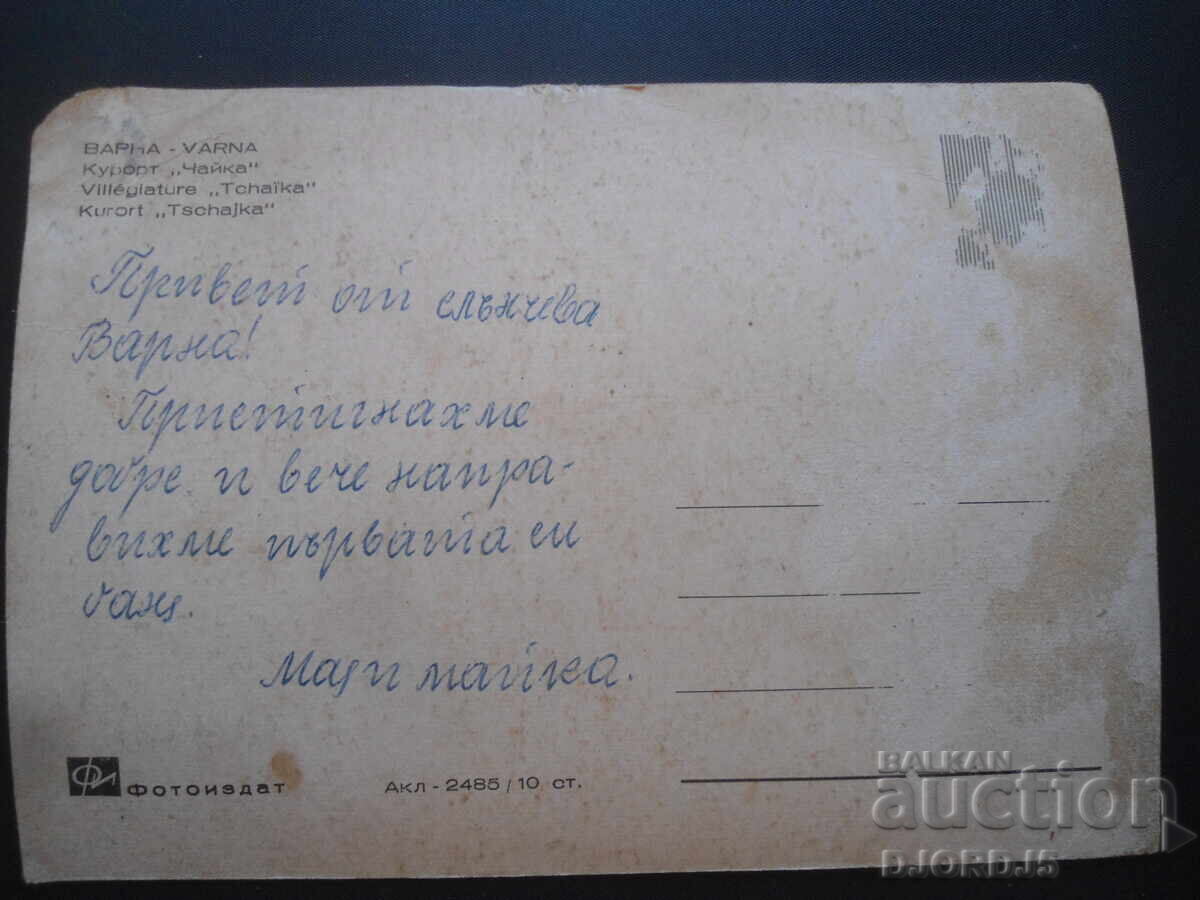 ВАРНА - VARNA
Курорт „Чайка“
Villégiature „Tchaïka“
Kurort „Tschajka“
Привет от слънчева
Варна!
Пристигнахме
добре и вече напра-
вихме първата си
баня.
майка.
Фотоиздат
Акл - 2485 / 10 ст.
BALKAN
auction
DJORDJ5